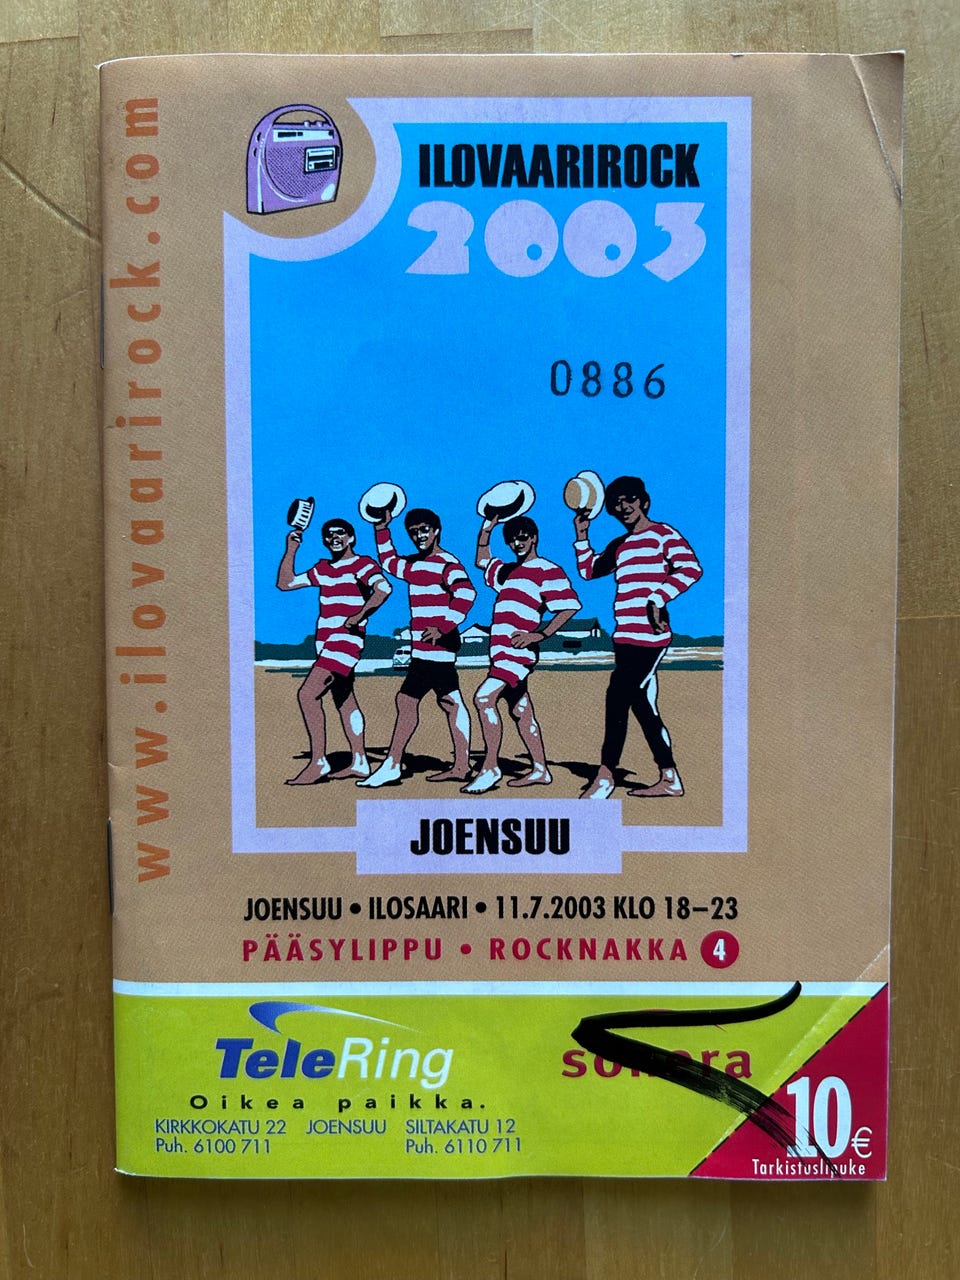 www.ilovaarirock.com
ILOVAARIROCK
2003
0886
JOENSUU
JOENSUU • ILOSAARI • 11.7.2003 KLO 18–23
PÄÄSYLIPPU • ROCKNAKKA 4
TeleRing
Oikea paikka.
KIRKKOKATU 22 JOENSUU SILTAKATU 12
Puh. 6100 711 Puh. 6110 711
10€
Tarkistuslipuke